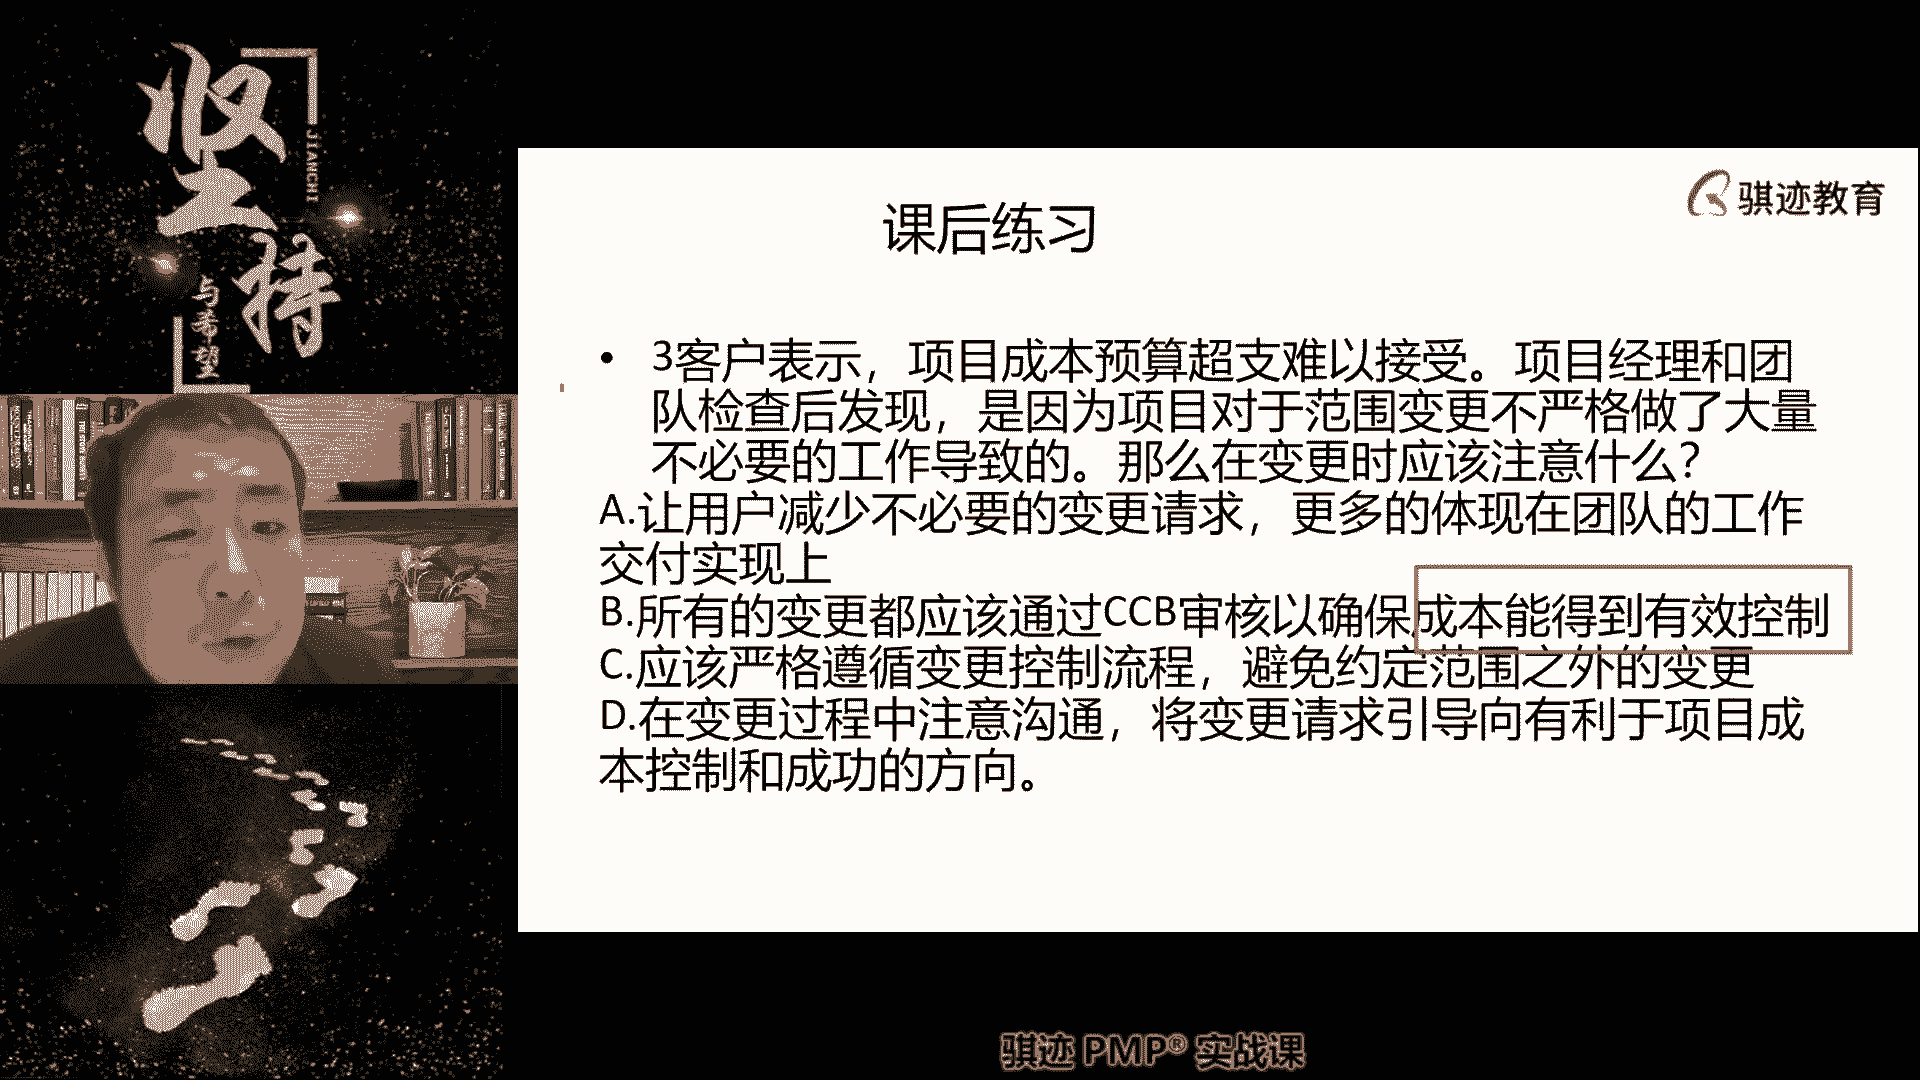 坚持
JIANCHI
与希望
骐迹教育
课后练习
• 3客户表示，项目成本预算超支难以接受。项目经理和团
队检查后发现，是因为项目对于范围变更不严格做了大量
不必要的工作导致的。那么在变更时应该注意什么？
A.让用户减少不必要的变更请求，更多的体现在团队的工作
交付实现上
B.所有的变更都应该通过CCB审核以确保成本能得到有效控制
C.应该严格遵循变更控制流程，避免约定范围之外的变更
D.在变更过程中注意沟通，将变更请求引导向有利于项目成
本控制和成功的方向。
骐迹 PMP® 实战课